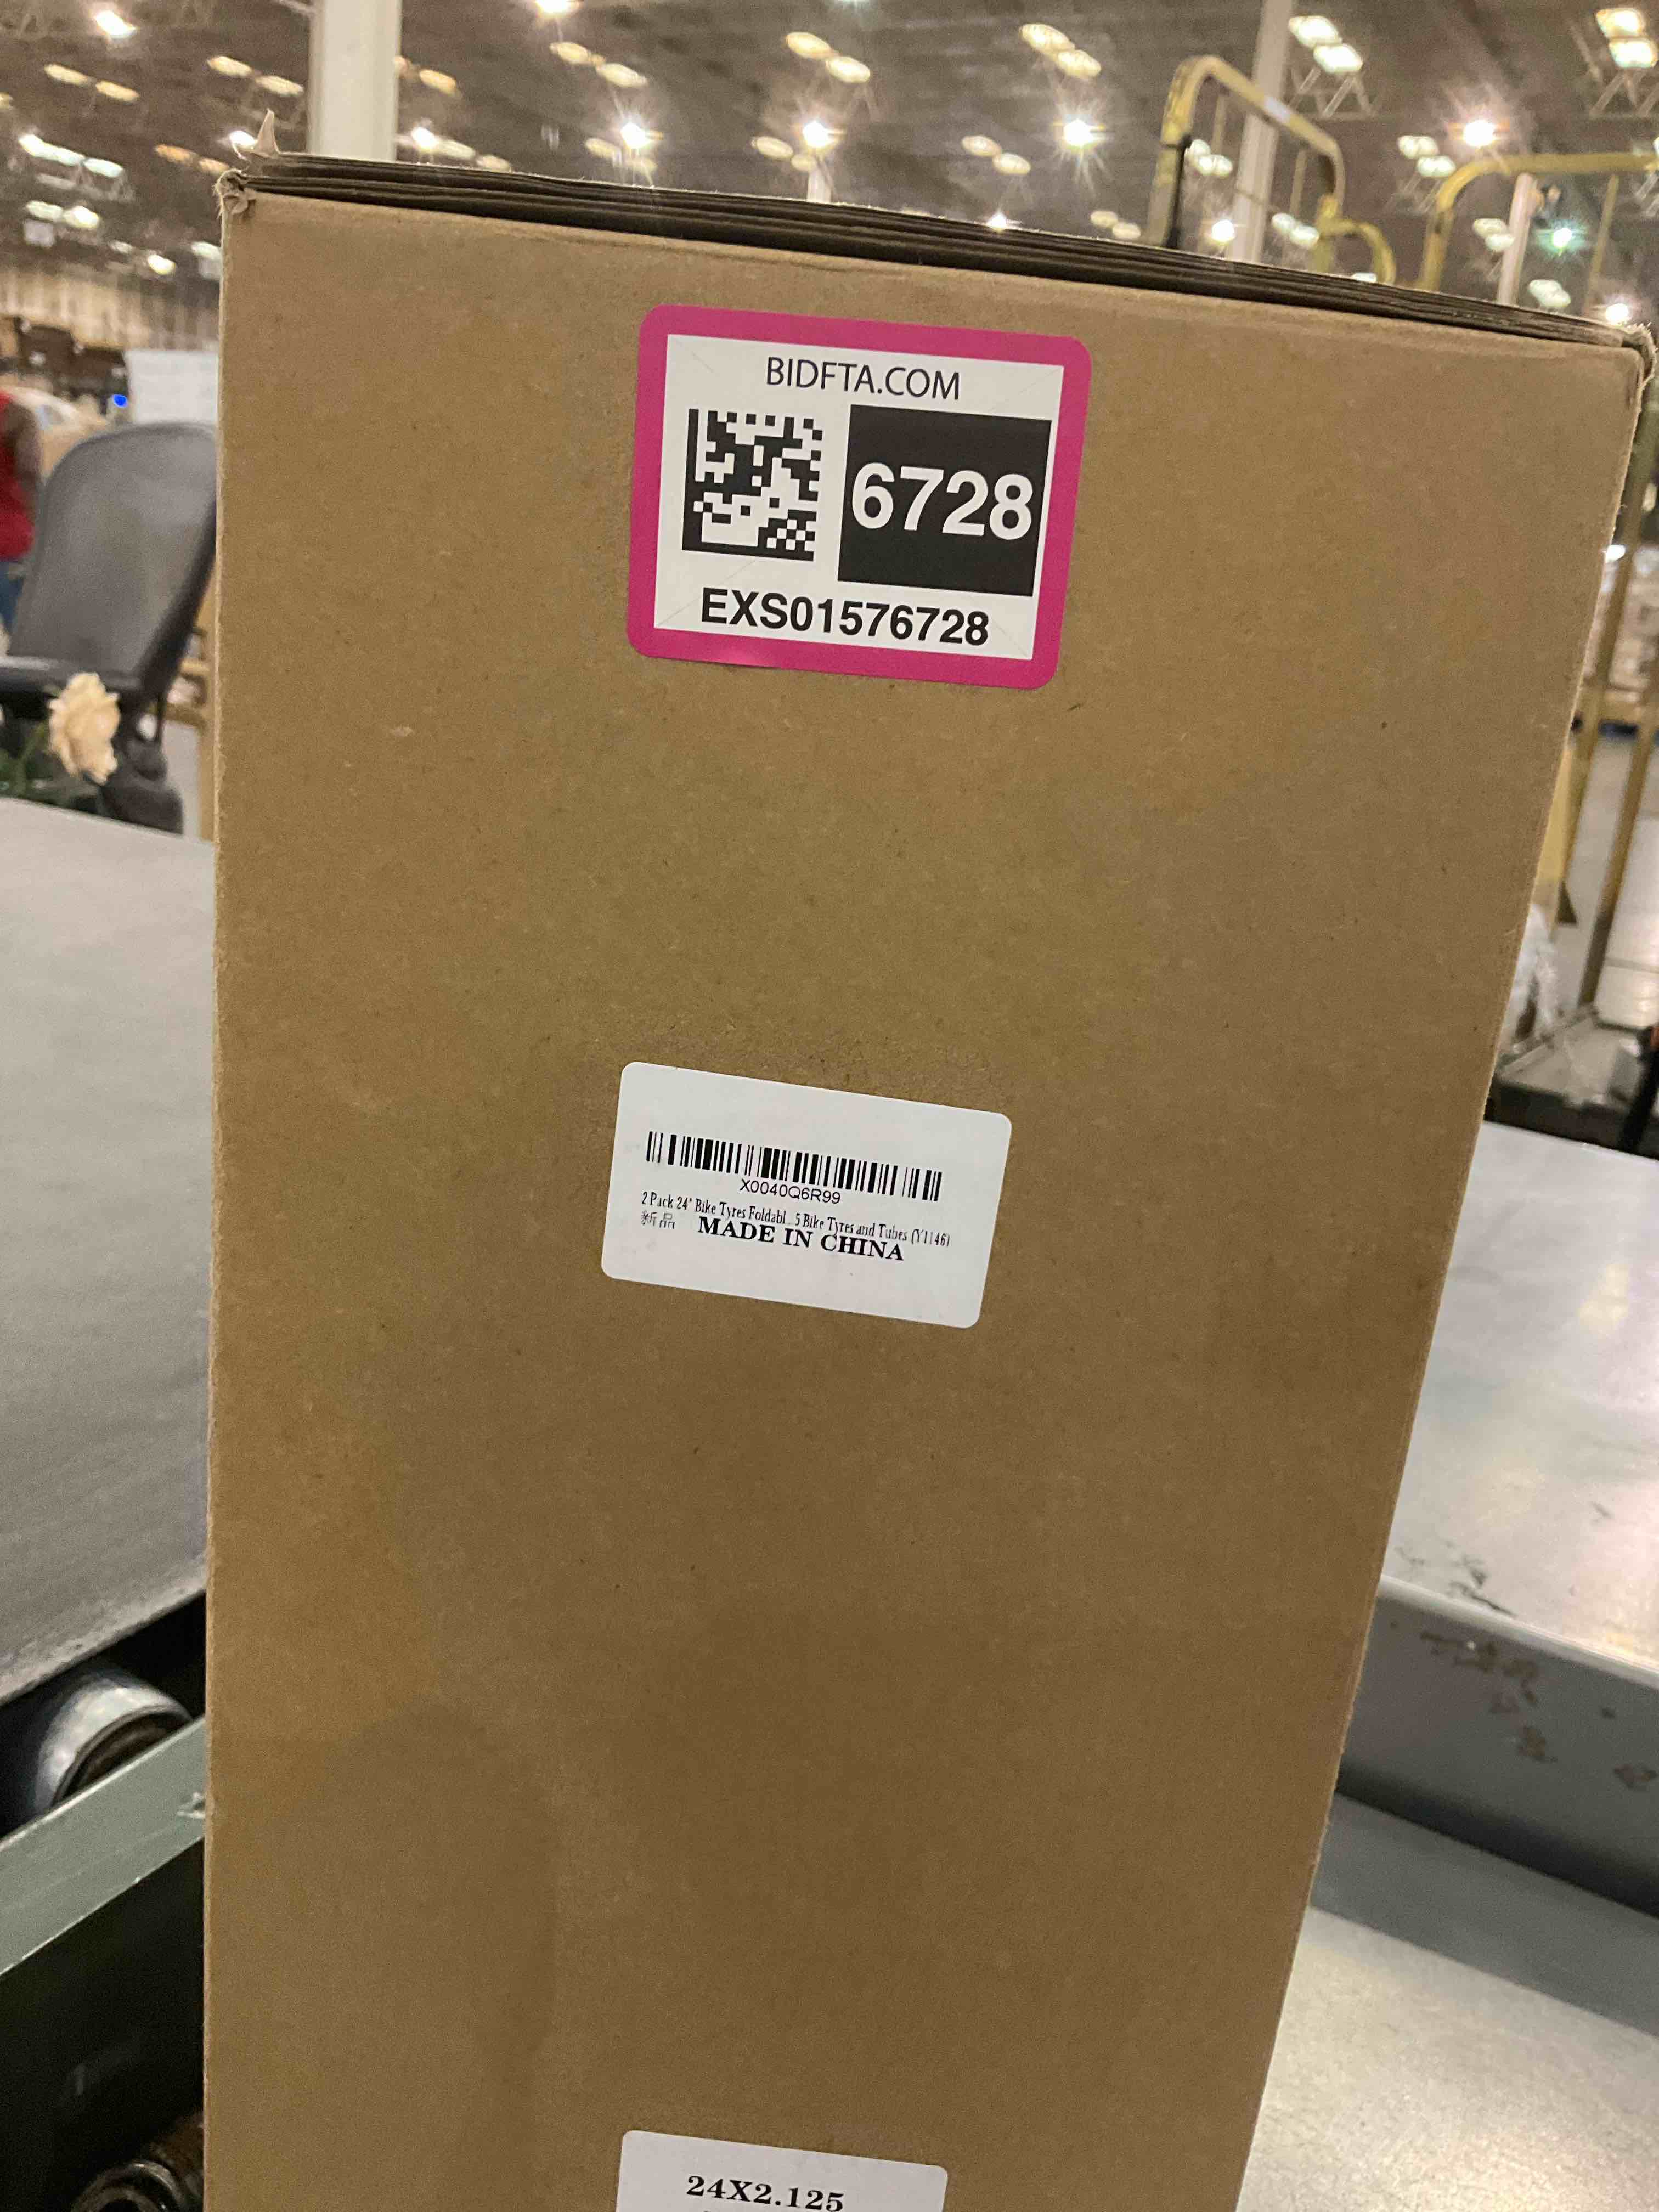 BIDFTA.COM
6728
EXS01576728
X0040Q6R99
2 Pack 24" Bike Tyres Foldabl...5 Bike Tyres and Tubes (Y1146)
新品 MADE IN CHINA
24X2.125